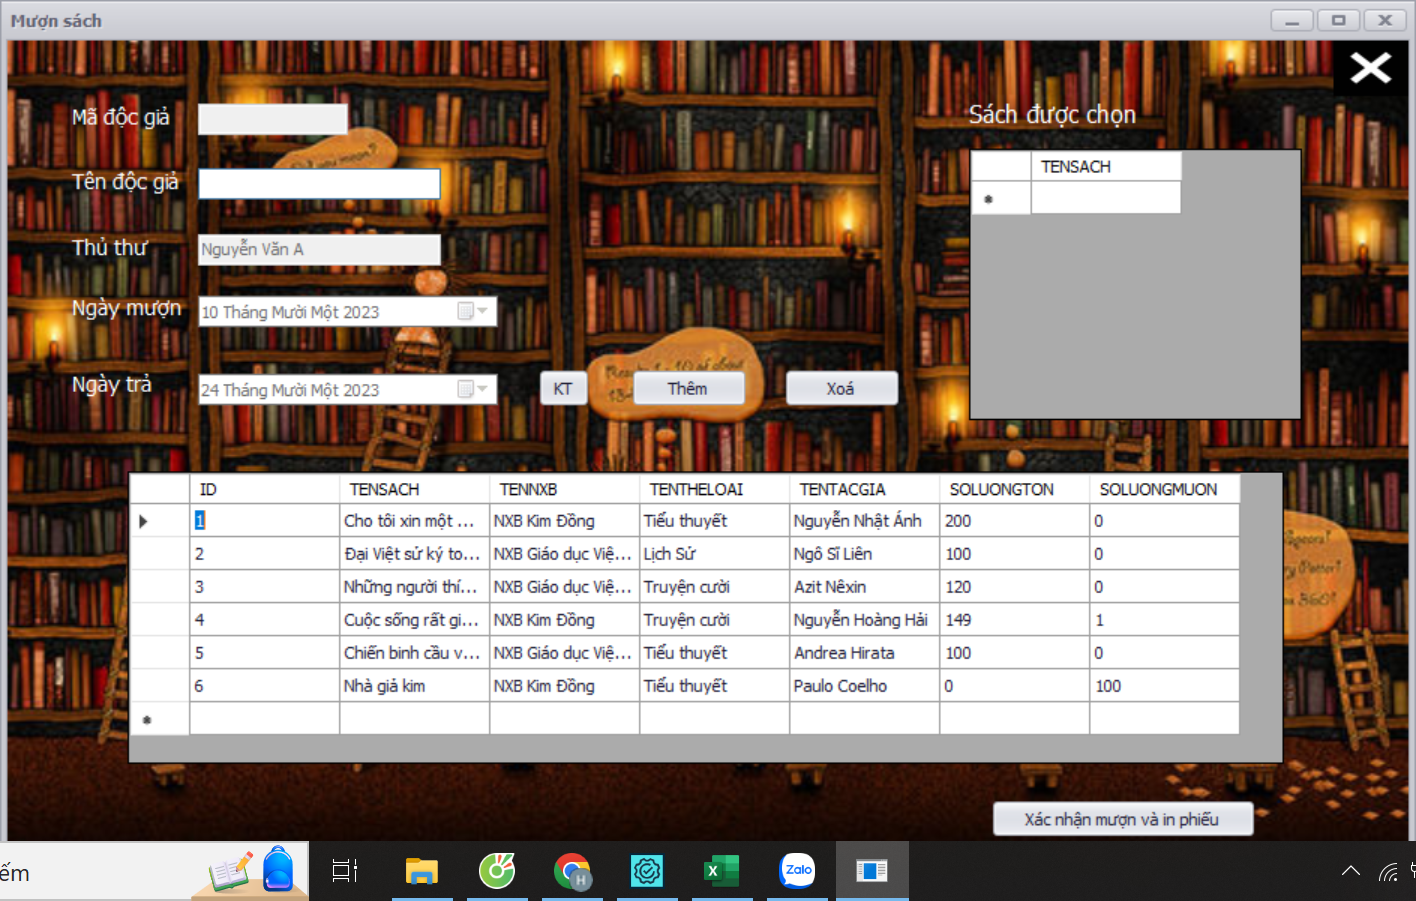 Mượn sách
Mã độc giả
Tên độc giả
Thủ thư
Nguyễn Văn A
Ngày mượn
10 Tháng Mười Một 2023
Ngày trả
24 Tháng Mười Một 2023
KT
Thêm
Xoá
Sách được chọn
TENSACH
ID TENSACH TENNXB TENTHELOAI TENTACGIA SOLUONGTON SOLUONGMUON
1 Cho tôi xin một ... NXB Kim Đồng Tiểu thuyết Nguyễn Nhật Ánh 200 0
2 Đại Việt sử ký to... NXB Giáo dục Việ... Lịch Sử Ngô Sĩ Liên 100 0
3 Những người thí... NXB Giáo dục Việ... Truyện cười Azit Nêxin 120 0
4 Cuộc sống rất gi... NXB Kim Đồng Truyện cười Nguyễn Hoàng Hải 149 1
5 Chiến binh cầu v... NXB Giáo dục Việ... Tiểu thuyết Andrea Hirata 100 0
6 Nhà giả kim NXB Kim Đồng Tiểu thuyết Paulo Coelho 0 100
Xác nhận mượn và in phiếu
ếm
H
X
Zalo